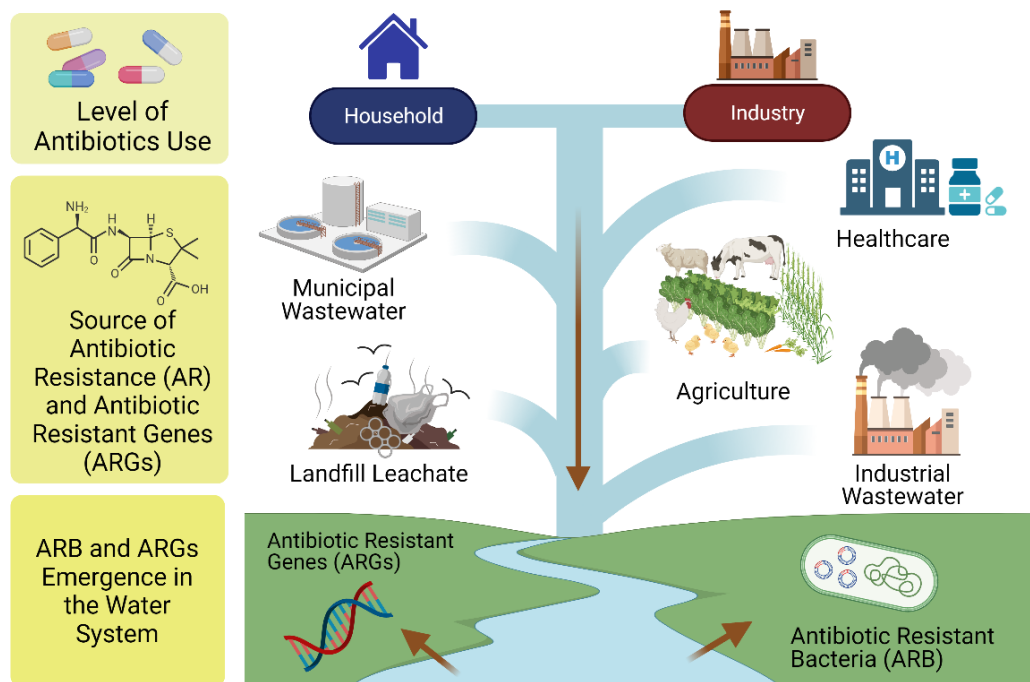 Level of
Antibiotics Use
Household
Industry
H
Healthcare
Municipal
Wastewater
Agriculture
Landfill Leachate
Industrial
Wastewater
NH₂
H
N
H
S
O
O
N
O
OH
Source of
Antibiotic
Resistance (AR)
and Antibiotic
Resistant Genes
(ARGs)
ARB and ARGs
Emergence in
the Water
System
Antibiotic Resistant
Genes (ARGs)
Antibiotic Resistant
Bacteria (ARB)